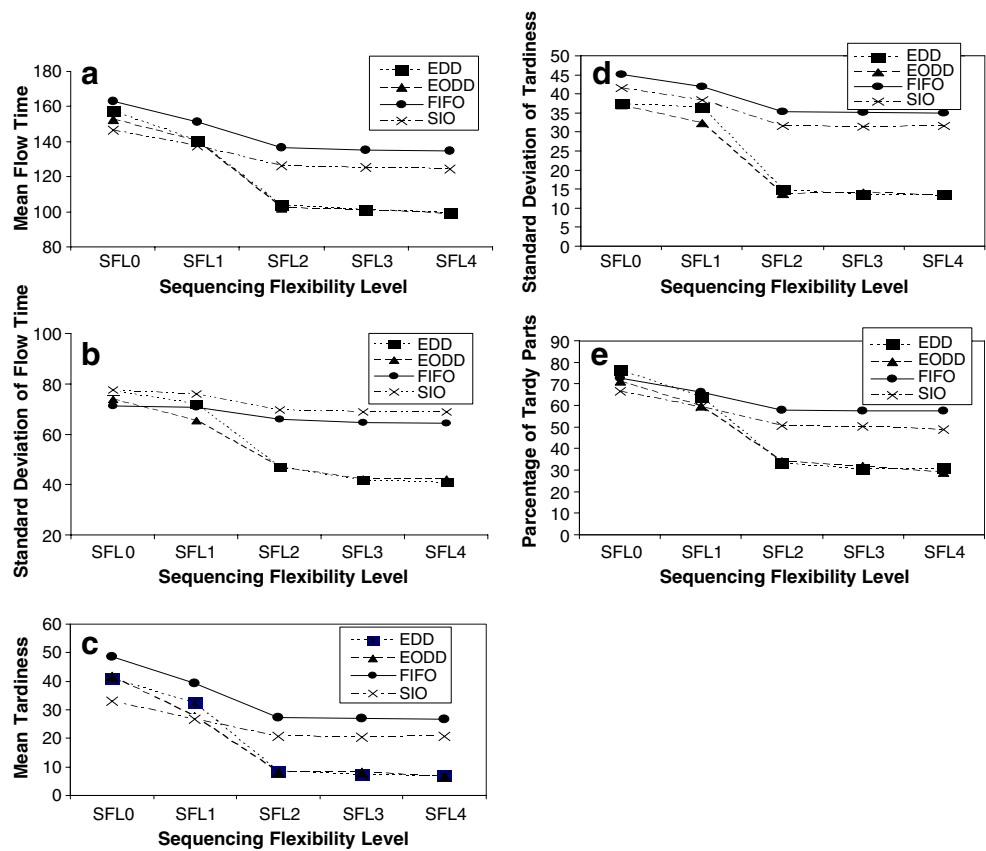 a
Mean Flow Time
180
160
140
120
100
80
EDD
EODD
FIFO
SIO
SFL0 SFL1 SFL2 SFL3 SFL4
Sequencing Flexibility Level
b
Standard Deviation of Flow Time
100
80
60
40
20
EDD
EODD
FIFO
SIO
SFL0 SFL1 SFL2 SFL3 SFL4
Sequencing Flexibility Level
c
Mean Tardiness
60
50
40
30
20
10
0
EDD
EODD
FIFO
SIO
SFL0 SFL1 SFL2 SFL3 SFL4
Sequencing Flexibility Level
d
Standard Deviation of Tardiness
50
45
40
35
30
25
20
15
10
5
0
EDD
EODD
FIFO
SIO
SFL0 SFL1 SFL2 SFL3 SFL4
Sequencing Flexibility Level
e
Parcentage of Tardy Parts
90
80
70
60
50
40
30
20
10
0
EDD
EODD
FIFO
SIO
SFL0 SFL1 SFL2 SFL3 SFL4
Sequencing Flexibility Level